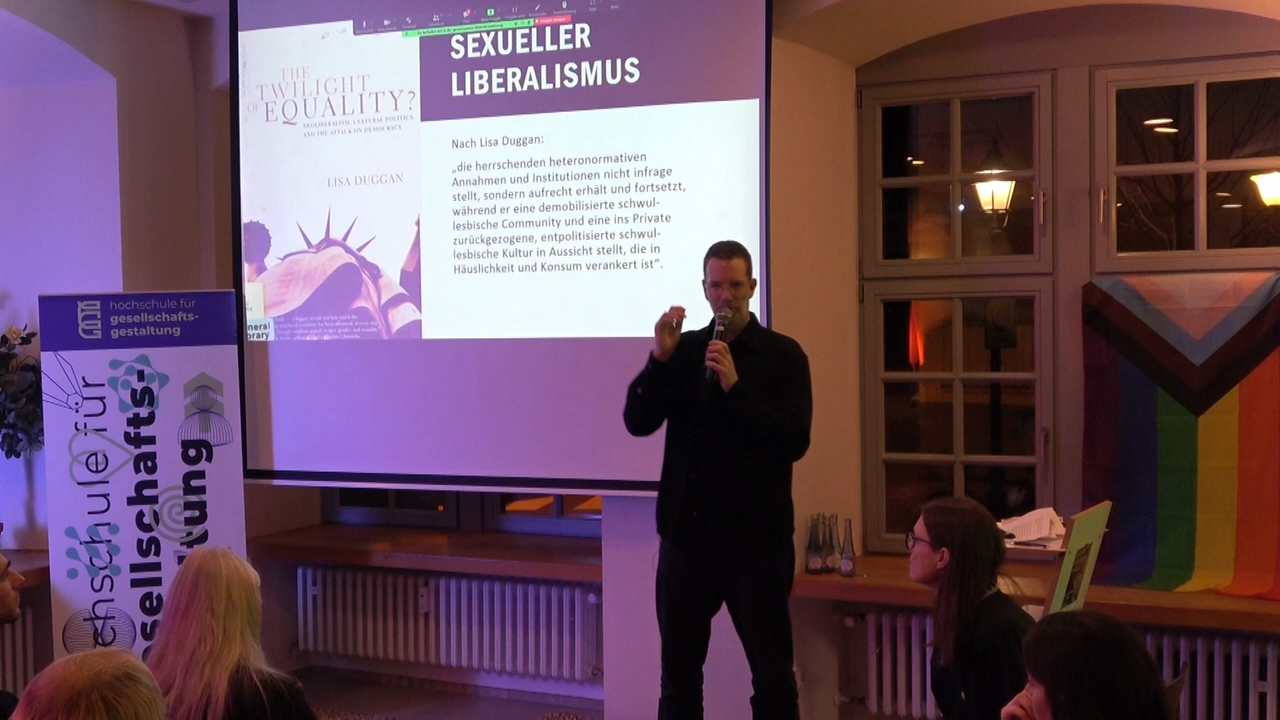 THE
TWILIGHT
OF EQUALITY?
NEOLIBERALISM, CULTURAL POLITICS,
AND THE ATTACK ON DEMOCRACY
LISA DUGGAN
SEXUELLER
LIBERALISMUS
Nach Lisa Duggan:
„die herrschenden heteronormativen
Annahmen und Institutionen nicht infrage
stellt, sondern aufrecht erhält und fortsetzt,
während er eine demobilisierte schwul-
lesbische Community und eine ins Private
zurückgezogene, entpolitisierte schwul-
lesbische Kultur in Aussicht stellt, die in
Häuslichkeit und Konsum verankert ist“.
hochschule für
gesellschafts-
gestaltung
chschule für
sellschafts-
tung